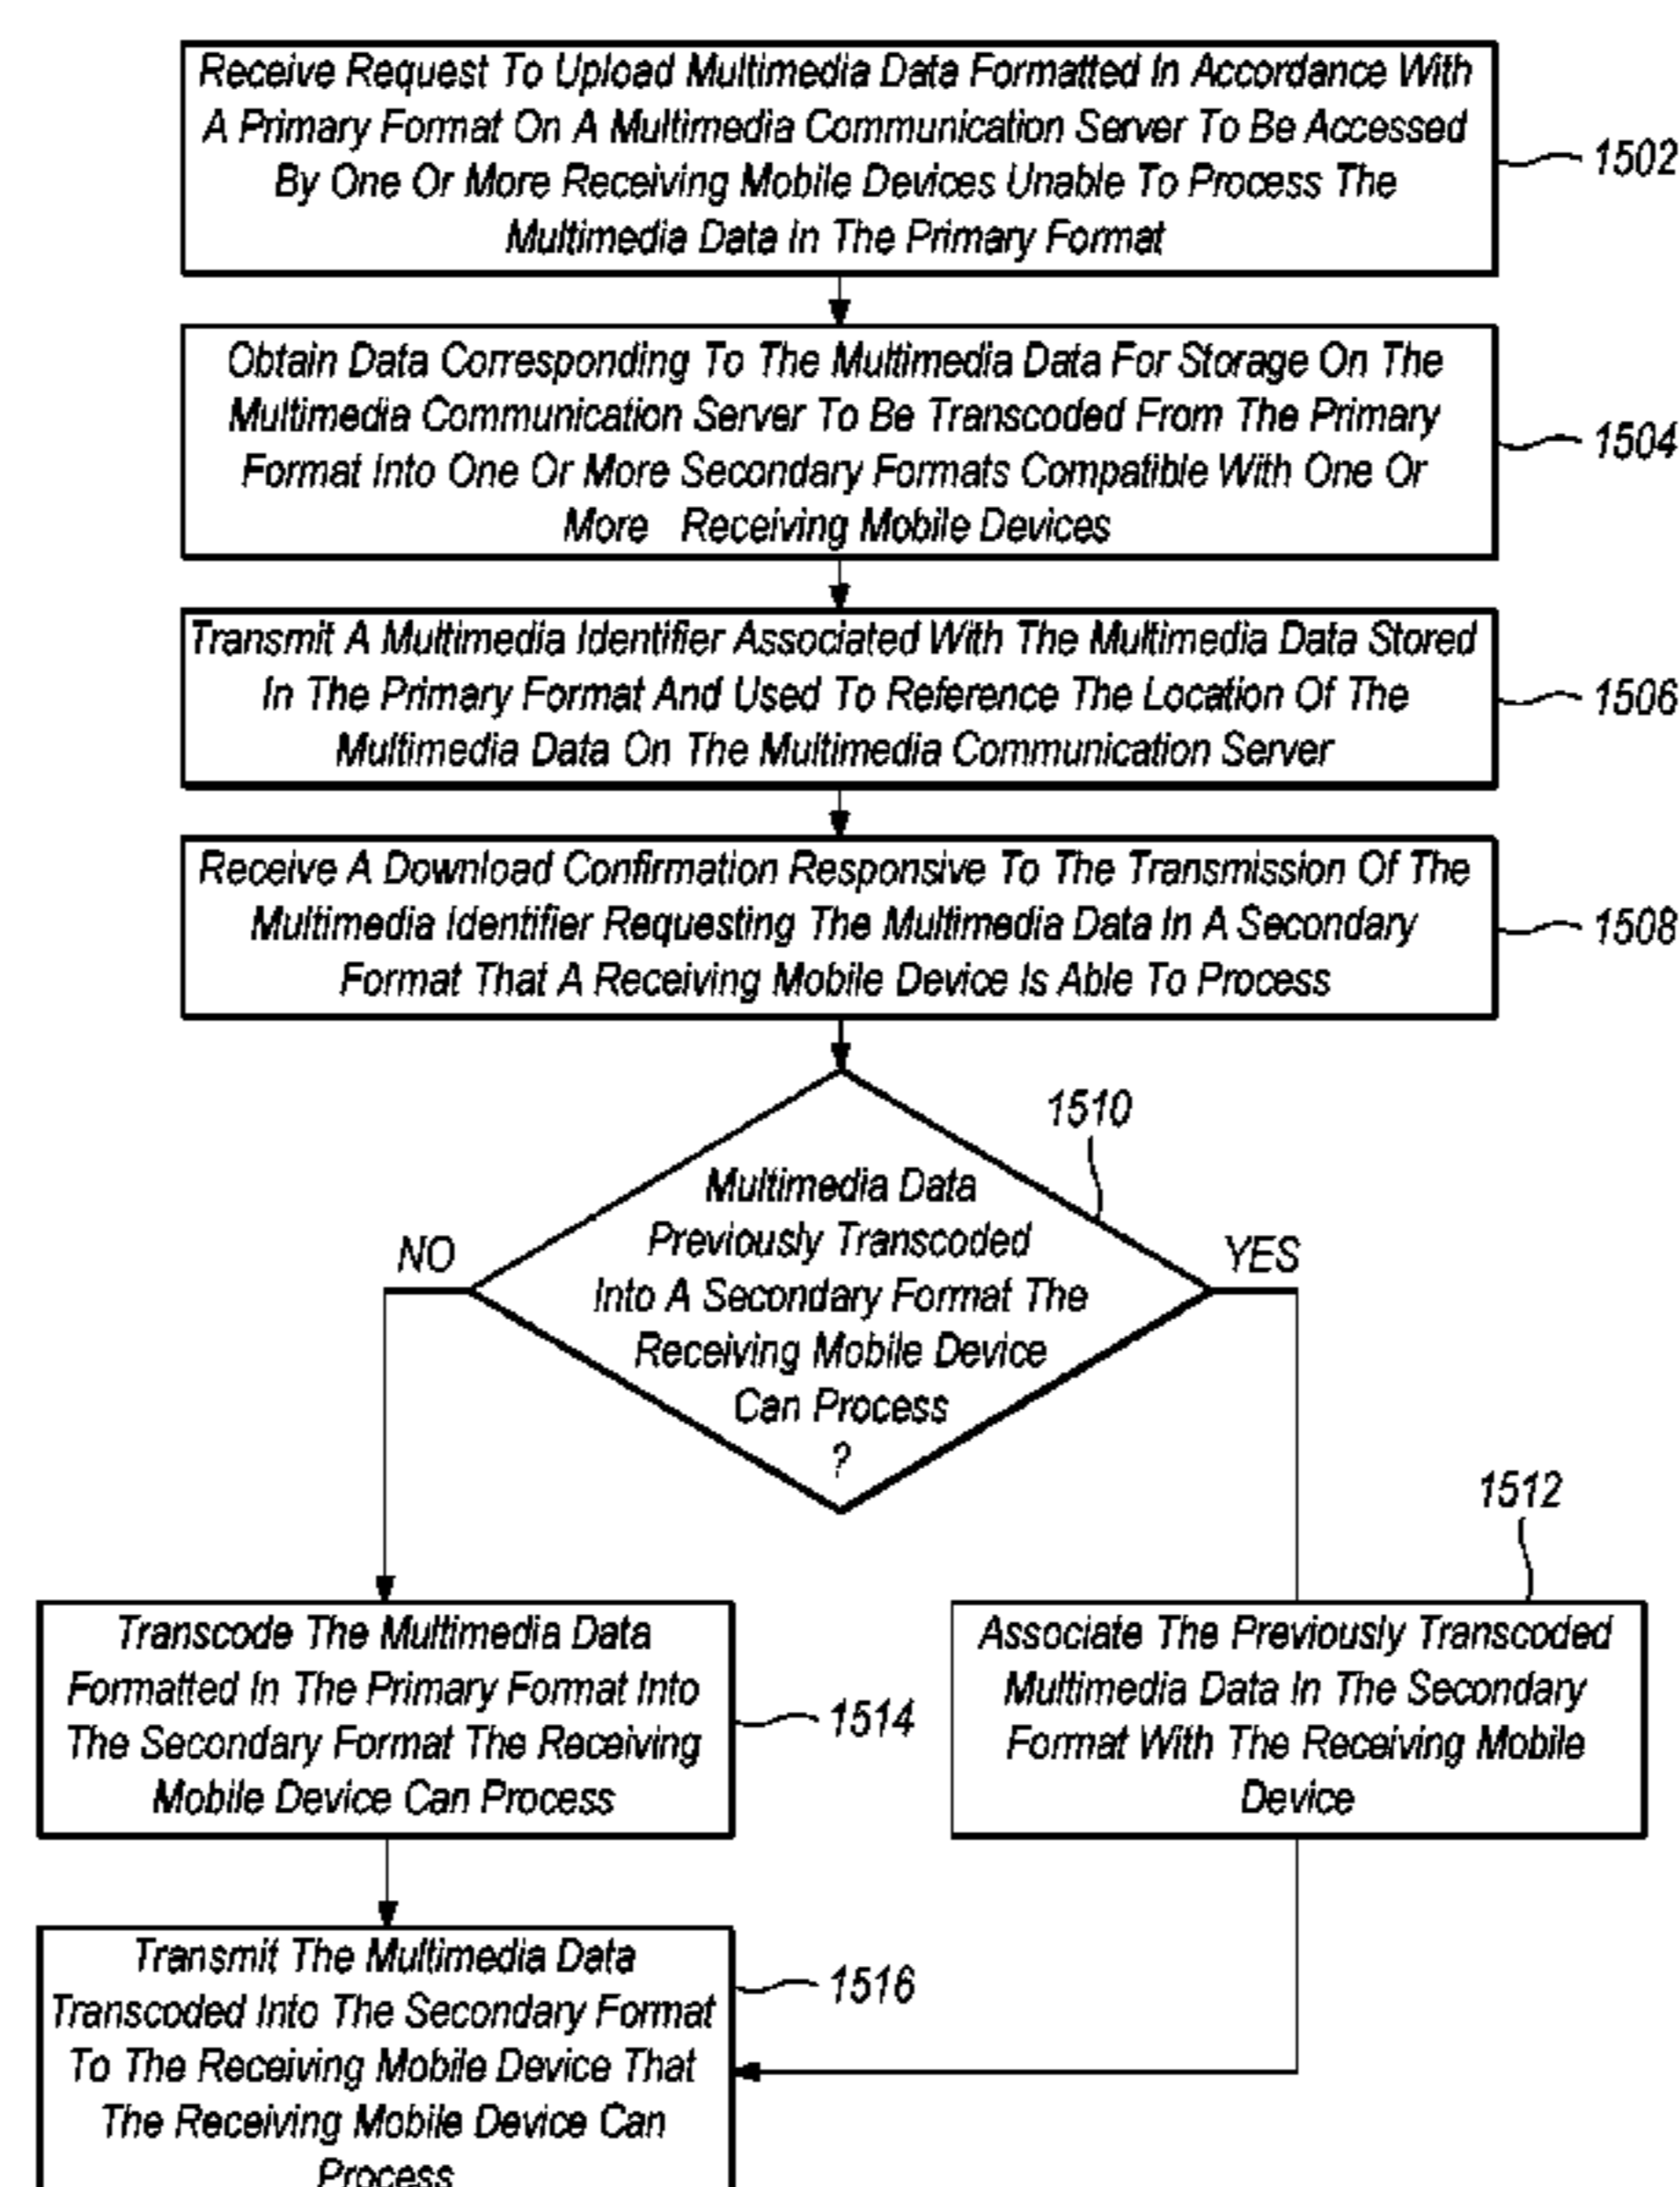 Receive Request To Upload Multimedia Data Formatted In Accordance With
A Primary Format On A Multimedia Communication Server To Be Accessed
By One Or More Receiving Mobile Devices Unable To Process The
Multimedia Data In The Primary Format
1502
Obtain Data Corresponding To The Multimedia Data For Storage On The
Multimedia Communication Server To Be Transcoded From The Primary
Format Into One Or More Secondary Formats Compatible With One Or
More Receiving Mobile Devices
1504
Transmit A Multimedia Identifier Associated With The Multimedia Data Stored
In The Primary Format And Used To Reference The Location Of The
Multimedia Data On The Multimedia Communication Server
1506
Receive A Download Confirmation Responsive To The Transmission Of The
Multimedia Identifier Requesting The Multimedia Data In A Secondary
Format That A Receiving Mobile Device Is Able To Process
1508
1510
Multimedia Data
Previously Transcoded
Into A Secondary Format The
Receiving Mobile Device
Can Process
?
NO
YES
1512
Transcode The Multimedia Data
Formatted In The Primary Format Into
The Secondary Format The Receiving
Mobile Device Can Process
1514
Associate The Previously Transcoded
Multimedia Data In The Secondary
Format With The Receiving Mobile
Device
Transmit The Multimedia Data
Transcoded Into The Secondary Format
To The Receiving Mobile Device That
The Receiving Mobile Device Can
Process
1516